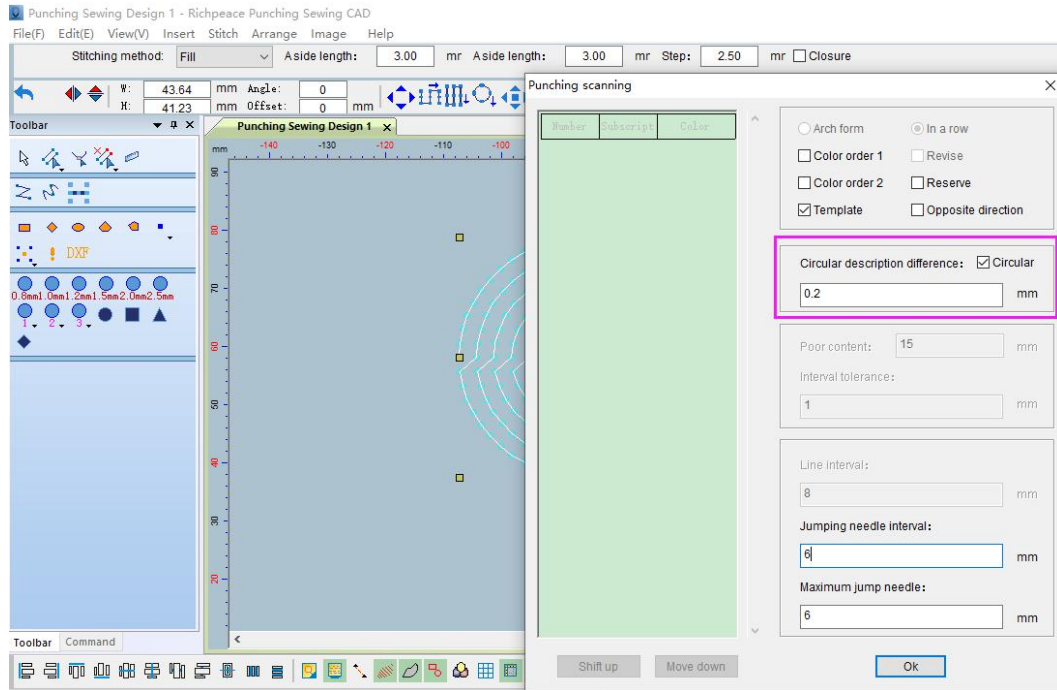 Punching Sewing Design 1 - Richpeace Punching Sewing CAD
File(F) Edit(E) View(V) Insert Stitch Arrange Image Help
Stitching method: Fill Aside length: 3.00 mr Aside length: 3.00 mr Step: 2.50 mr Closure
W: 43.64 mm Angle: 0
H: 41.23 mm Offset: 0 mm
Toolbar
Punching Sewing Design 1 x
mm -140 -130 -120 -110 -100
90
80
70
60
50
40
30
20
DXF
0.8mm1.0mm1.2mm1.5mm2.0mm2.5mm
1 2 3
Toolbar Command
Punching scanning
Number Subscript Color
Arch form In a row
Color order 1 Revise
Color order 2 Reserve
Template Opposite direction
Circular description difference: Circular
0.2 mm
Poor content: 15 mm
Interval tolerance:
1 mm
Line interval:
8 mm
Jumping needle interval:
6 mm
Maximum jump needle:
6 mm
Shift up Move down Ok